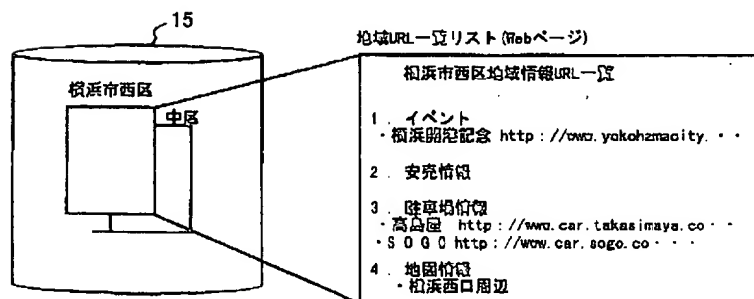 15
地域URL一覧リスト(Webページ)
横浜市西区
中区
横浜市西区地域情報URL一覧
1. イベント
・横浜開港記念 http://www.yokohamacity.・・
2. 安売情報
3. 駐車場情報
・高島屋 http://www.car.takasimaya.co・・
・SOGO http://www.car.sogo.co・・・
4. 地図情報
・横浜西口周辺